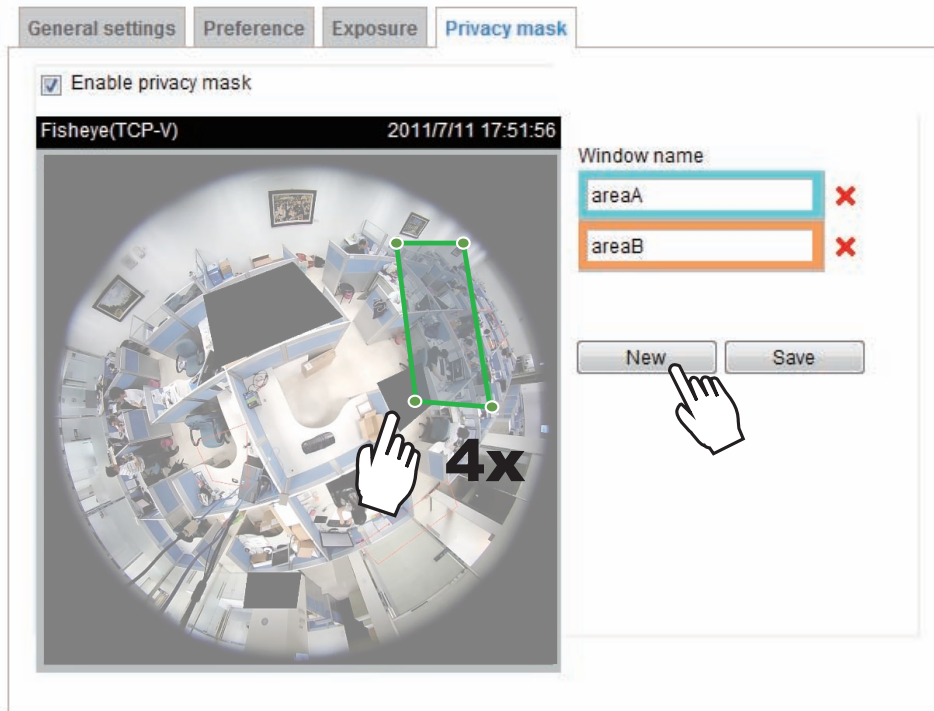 General settings Preference Exposure Privacy mask
Enable privacy mask
Fisheye(TCP-V) 2011/7/11 17:51:56
Window name
areaA
areaB
New Save
4x